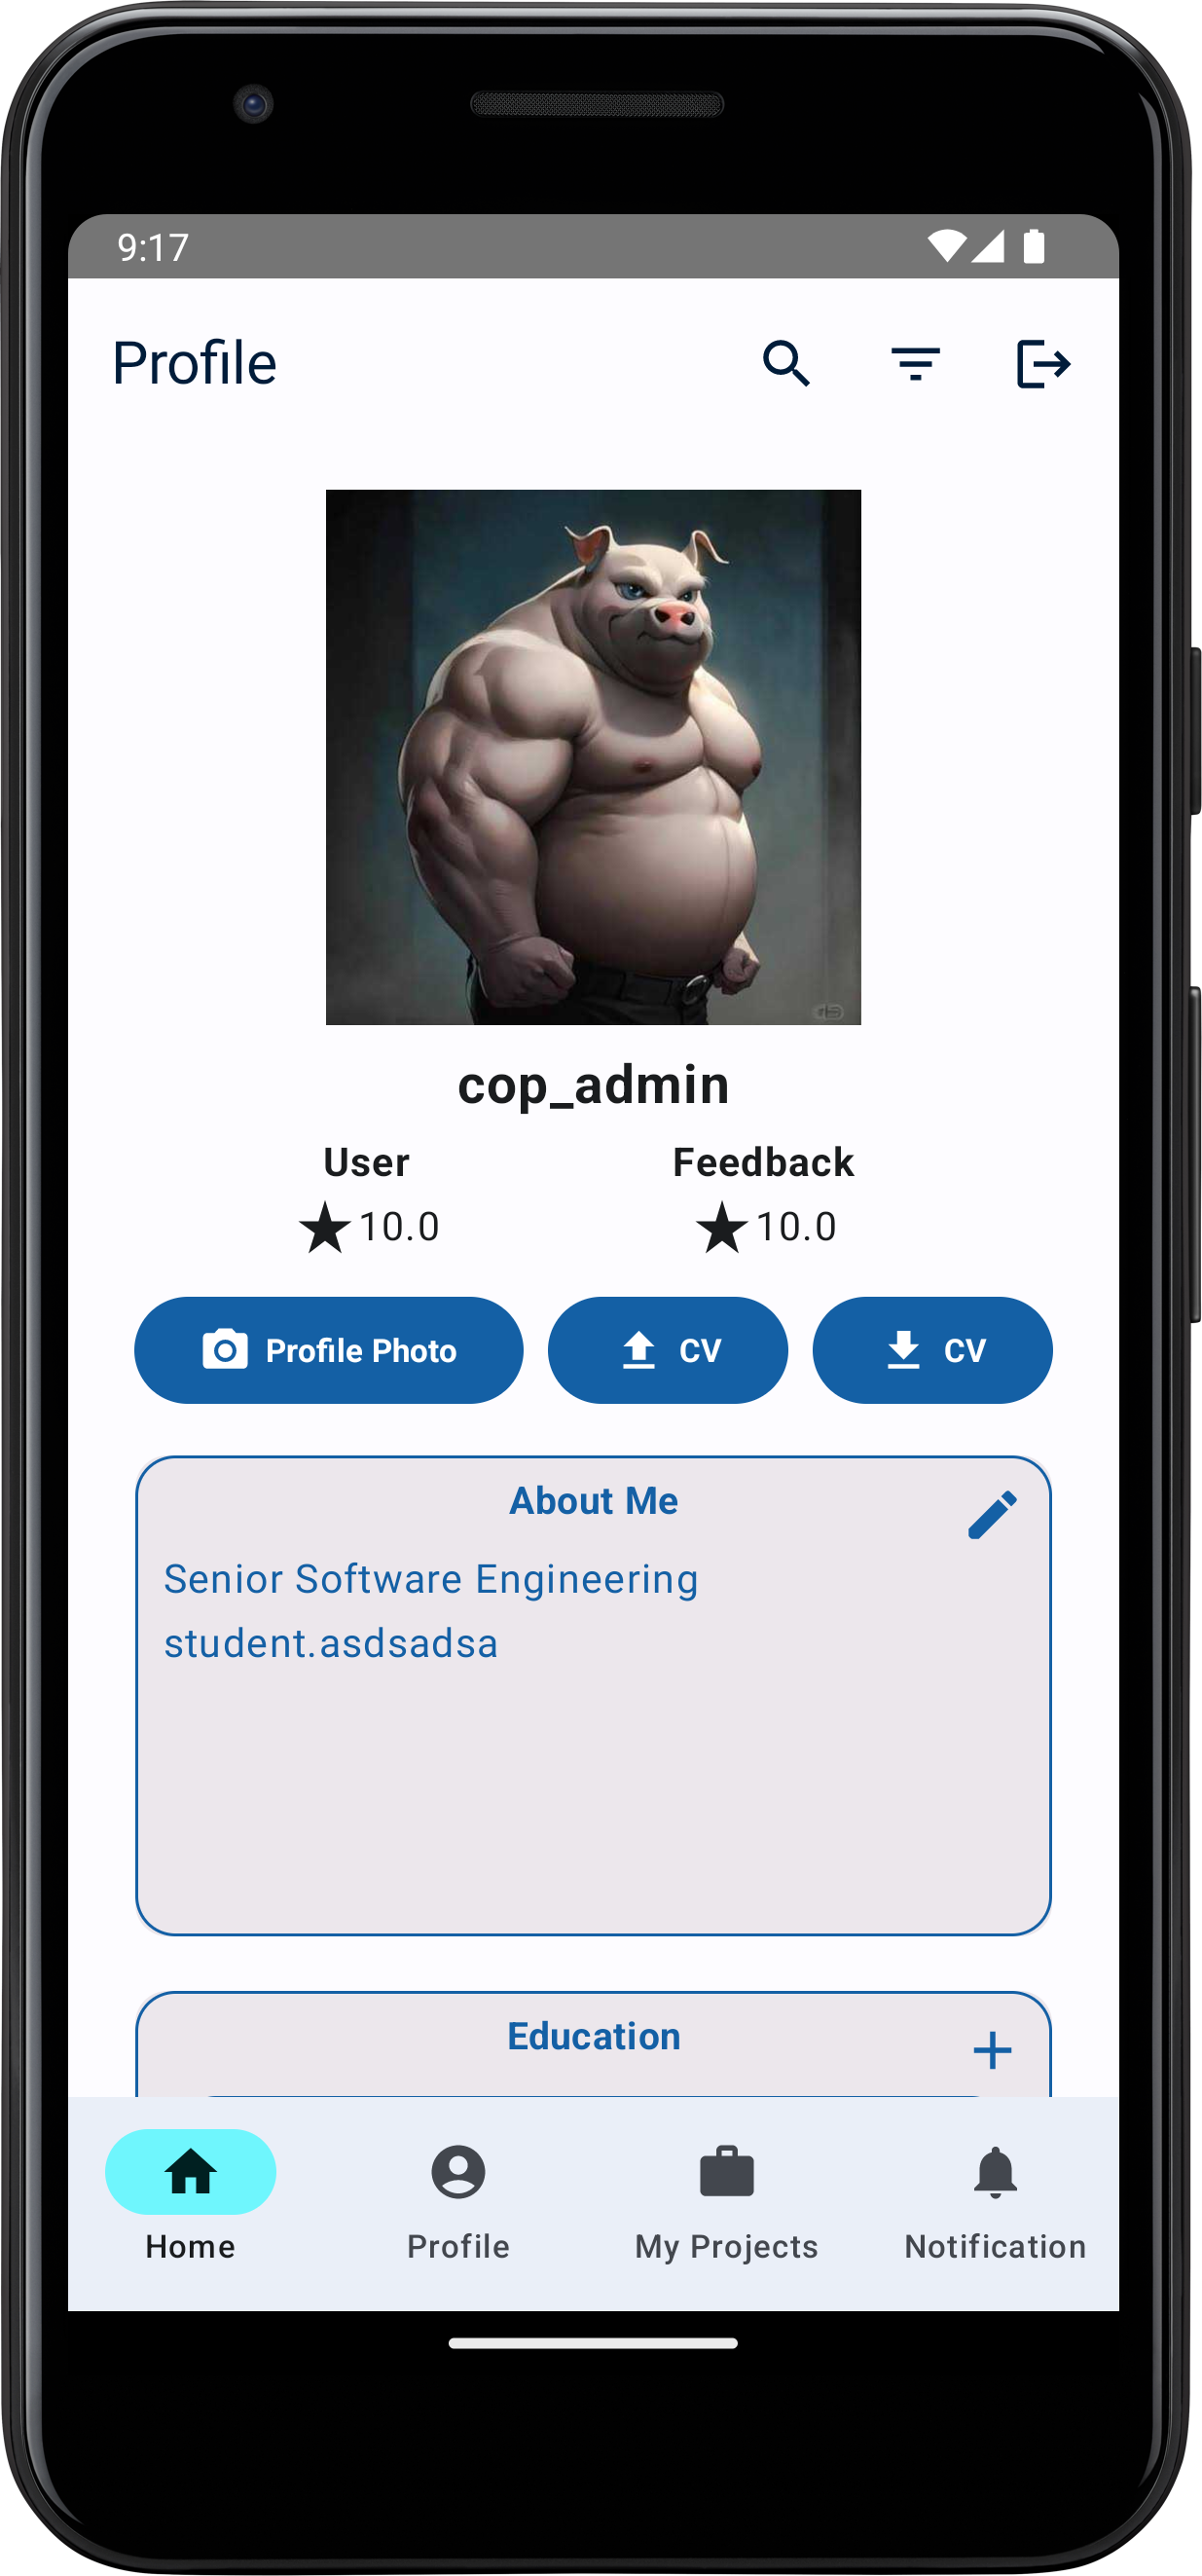 9:17
Profile
cop_admin
User
Feedback
10.0
10.0
Profile Photo
CV
CV
About Me
Senior Software Engineering
student.asdsadsa
Education
Home
Profile
My Projects
Notification